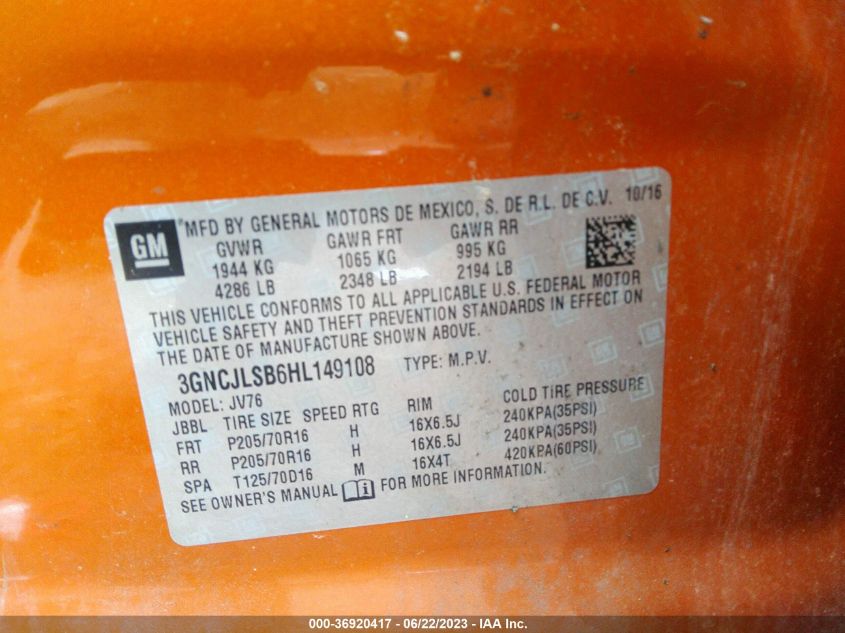 GM
*MFD BY GENERAL MOTORS DE MEXICO, S. DE R.L. DE C.V. 10/16
GVWR GAWR FRT GAWR RR
1944 KG 1065 KG 995 KG
4286 LB 2348 LB 2194 LB
THIS VEHICLE CONFORMS TO ALL APPLICABLE U.S. FEDERAL MOTOR
VEHICLE SAFETY AND THEFT PREVENTION STANDARDS IN EFFECT ON
THE DATE OF MANUFACTURE SHOWN ABOVE.
3GNCJLSB6HL149108 TYPE: M.P.V.
MODEL: JV76
JBBL TIRE SIZE SPEED RTG RIM COLD TIRE PRESSURE
FRT P205/70R16 H 16X6.5J 240KPA(35PSI)
RR P205/70R16 H 16X6.5J 240KPA(35PSI)
SPA T125/70D16 M 16X4T 420KPA(60PSI)
SEE OWNER'S MANUAL FOR MORE INFORMATION.
000-36920417 - 06/22/2023 - IAA Inc.